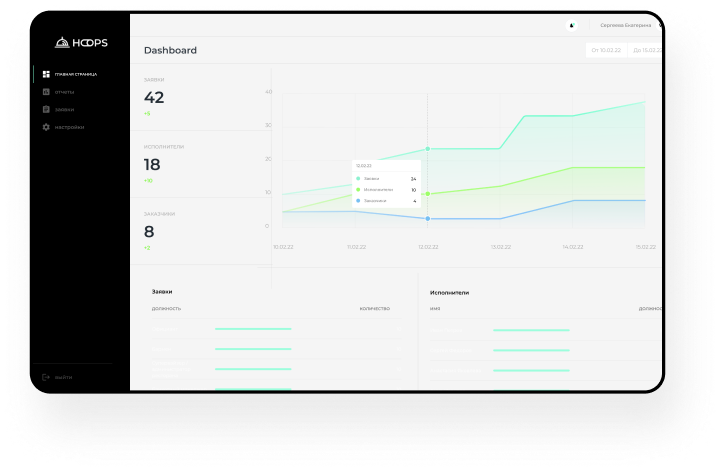 HOOPS
ГЛАВНАЯ СТРАНИЦА
отчеты
заявки
настройки
выйти
Сергеева Екатерина
Dashboard
От 10.02.22
До 15.02.22
ЗАЯВКИ
42
ИСПОЛНИТЕЛИ
18
+10
ЗАКАЗЧИКИ
8
+2
40
30
20
10
0
10.02.22 11.02.22 12.02.22 13.02.22 14.02.22 15.02.22
12.02.22
Заявки 24
Исполнители 10
Заказчики 4
Заявки
ДОЛЖНОСТЬ КОЛИЧЕСТВО
Исполнители
ИМЯ